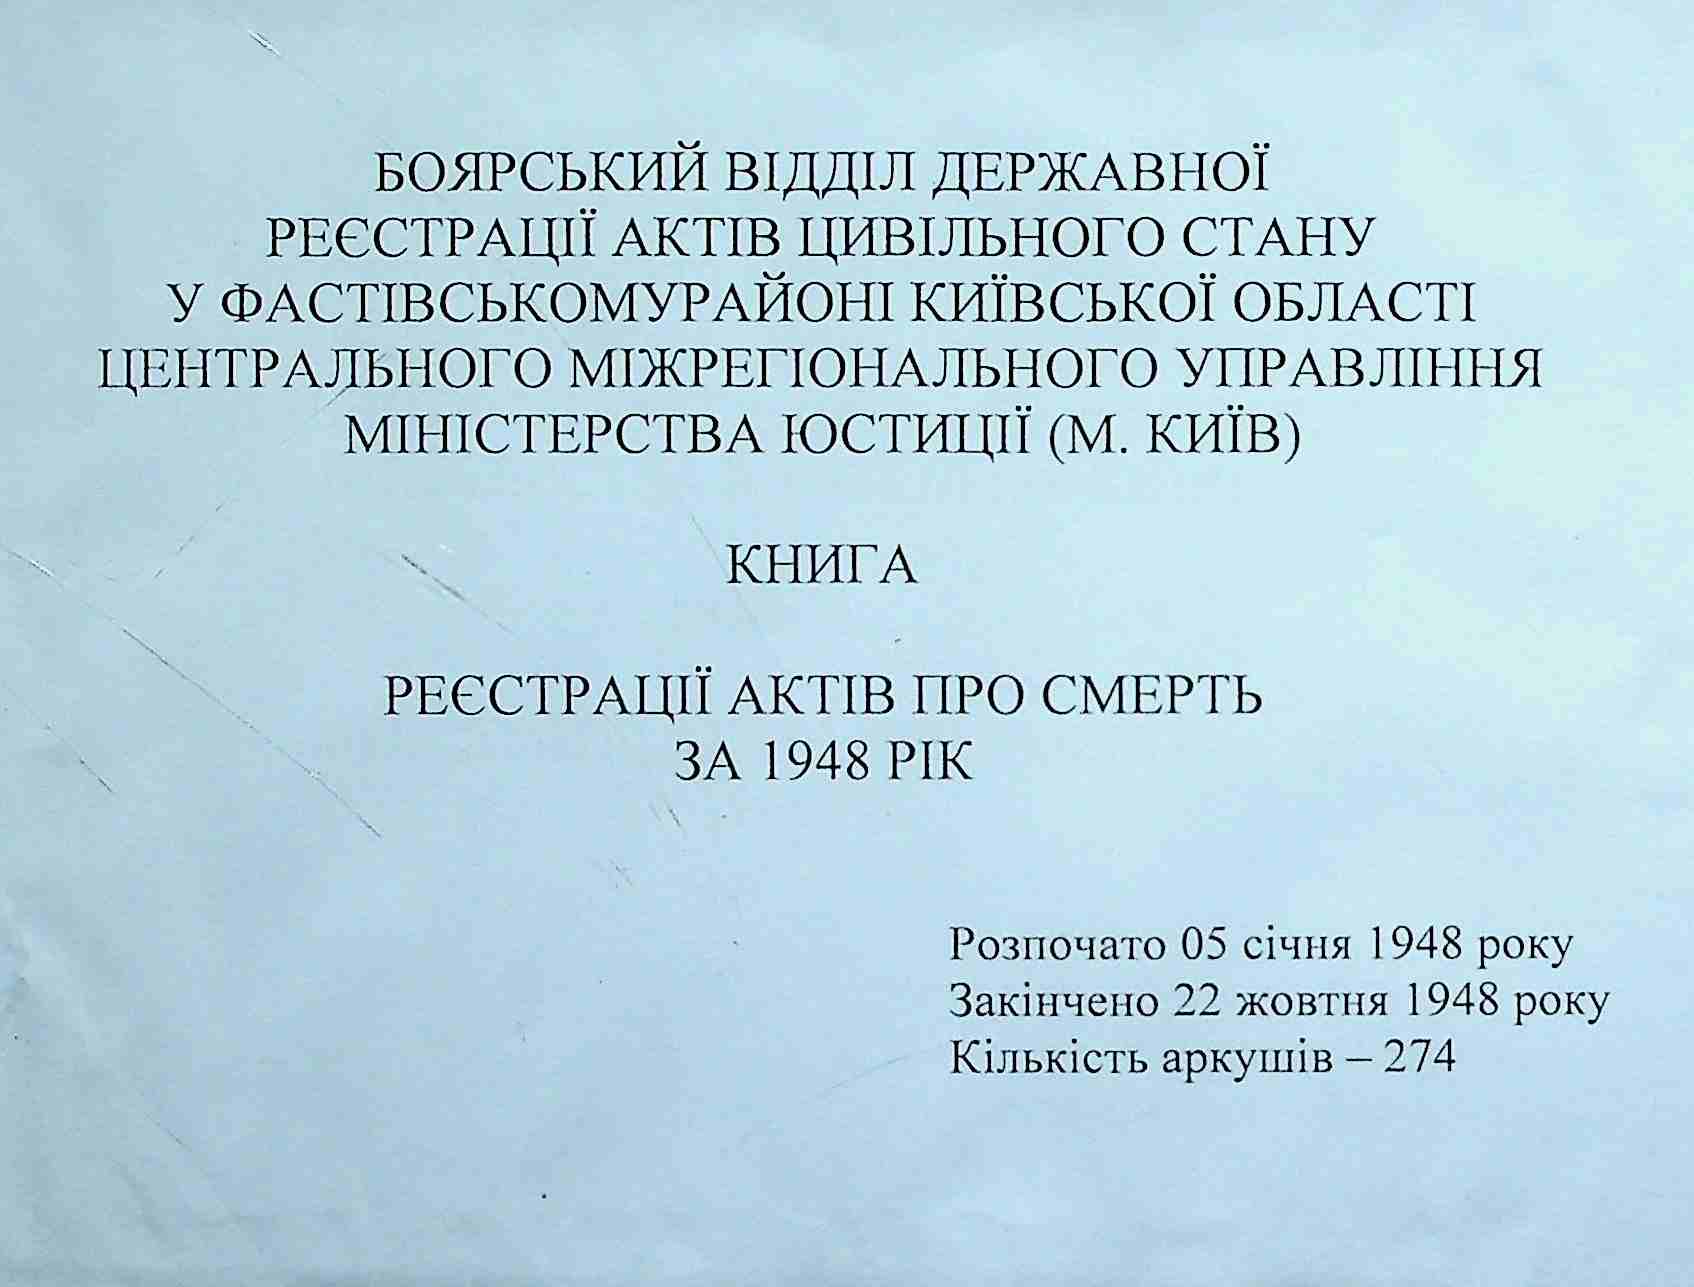 БОЯРСЬКИЙ ВІДДІЛ ДЕРЖАВНОЇ
РЕЄСТРАЦІЇ АКТІВ ЦИВІЛЬНОГО СТАНУ
У ФАСТІВСЬКОМУРАЙОНІ КИЇВСЬКОЇ ОБЛАСТІ
ЦЕНТРАЛЬНОГО МІЖРЕГІОНАЛЬНОГО УПРАВЛІННЯ
МІНІСТЕРСТВА ЮСТИЦІЇ (М. КИЇВ)
КНИГА
РЕЄСТРАЦІЇ АКТІВ ПРО СМЕРТЬ
ЗА 1948 РІК
Розпочато 05 січня 1948 року
Закінчено 22 жовтня 1948 року
Кількість аркушів – 274